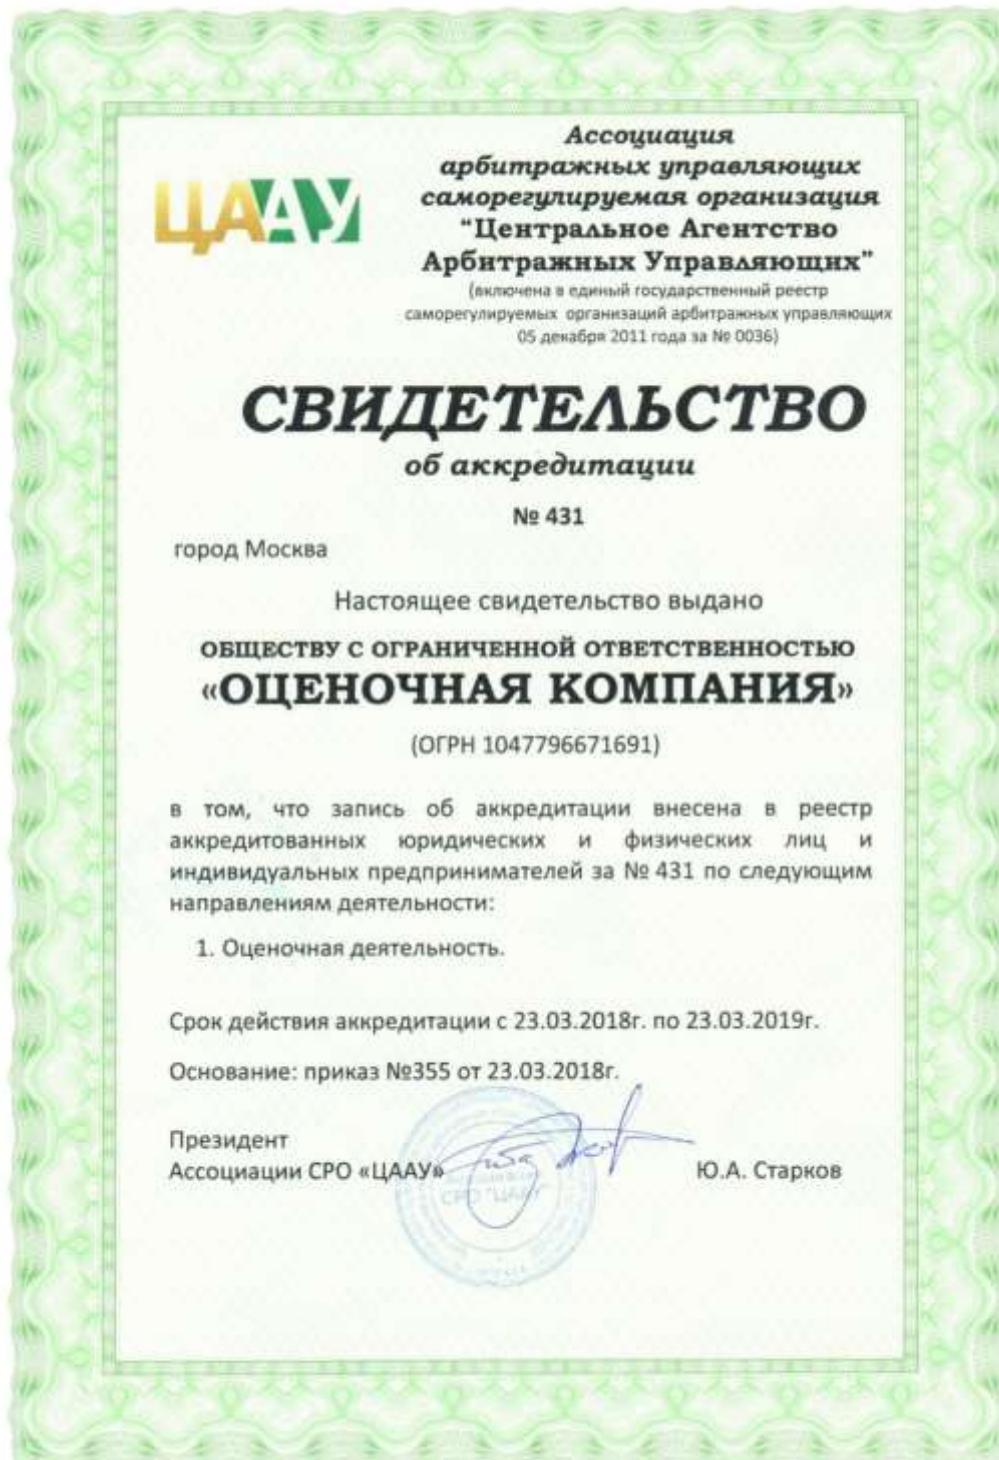 ЦААУ
Ассоциация
арбитражных управляющих
саморегулируемая организация
"Центральное Агентство
Арбитражных Управляющих"
(включена в единый государственный реестр
саморегулируемых организаций арбитражных управляющих
05 декабря 2011 года за № 0036)
СВИДЕТЕЛЬСТВО
об аккредитации
№ 431
город Москва
Настоящее свидетельство выдано
ОБЩЕСТВУ С ОГРАНИЧЕННОЙ ОТВЕТСТВЕННОСТЬЮ
«ОЦЕНОЧНАЯ КОМПАНИЯ»
(ОГРН 1047796671691)
в том, что запись об аккредитации внесена в реестр
аккредитованных юридических и физических лиц и
индивидуальных предпринимателей за № 431 по следующим
направлениям деятельности:
1. Оценочная деятельность.
Срок действия аккредитации с 23.03.2018г. по 23.03.2019г.
Основание: приказ №355 от 23.03.2018г.
Президент
Ассоциации СРО «ЦААУ»
Ю.А. Старков
СРО "ЦААУ"